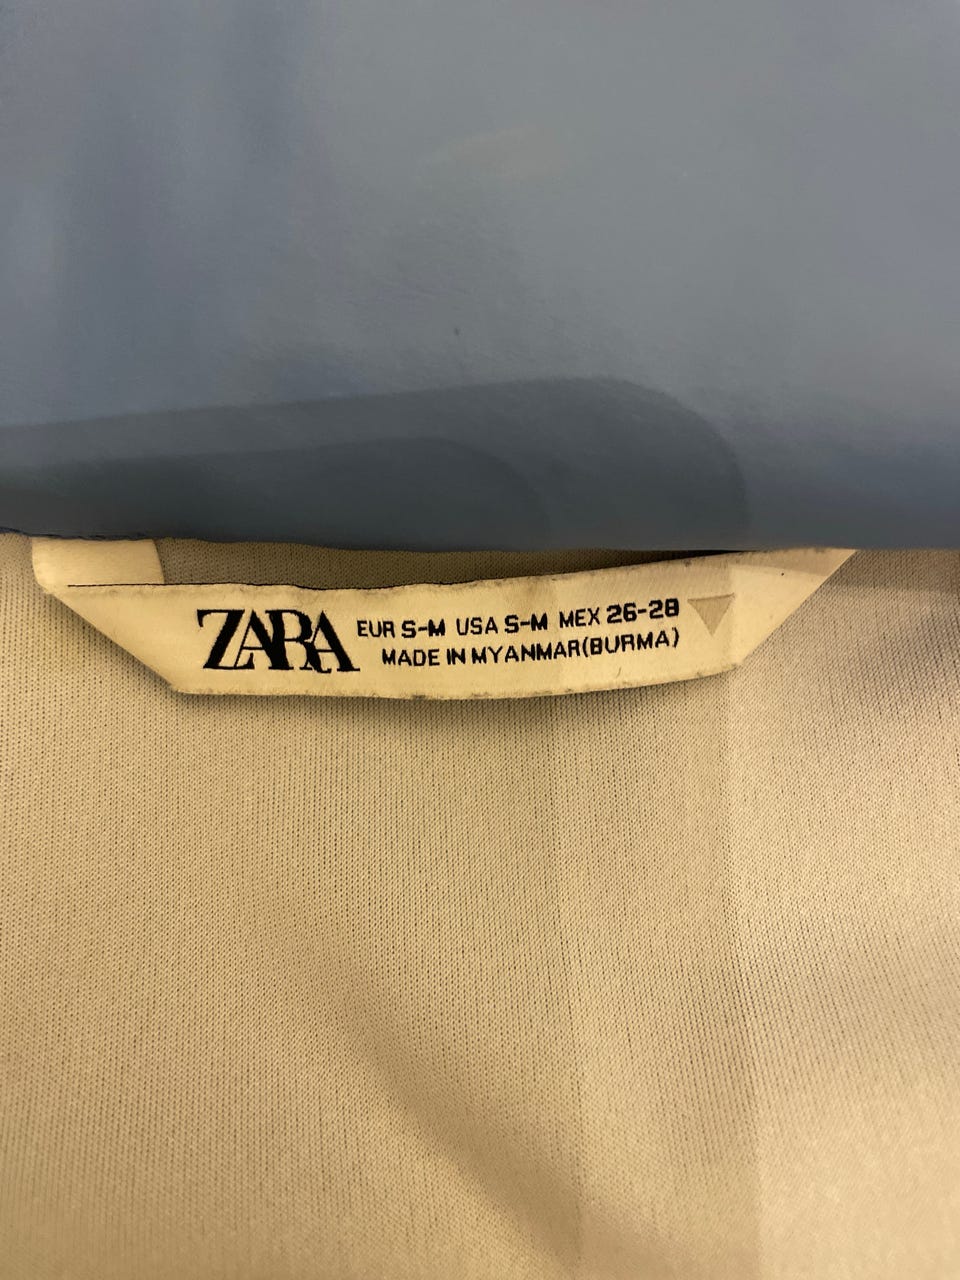 ZARA
EUR S-M USA S-M MEX 26-28
MADE IN MYANMAR(BURMA)